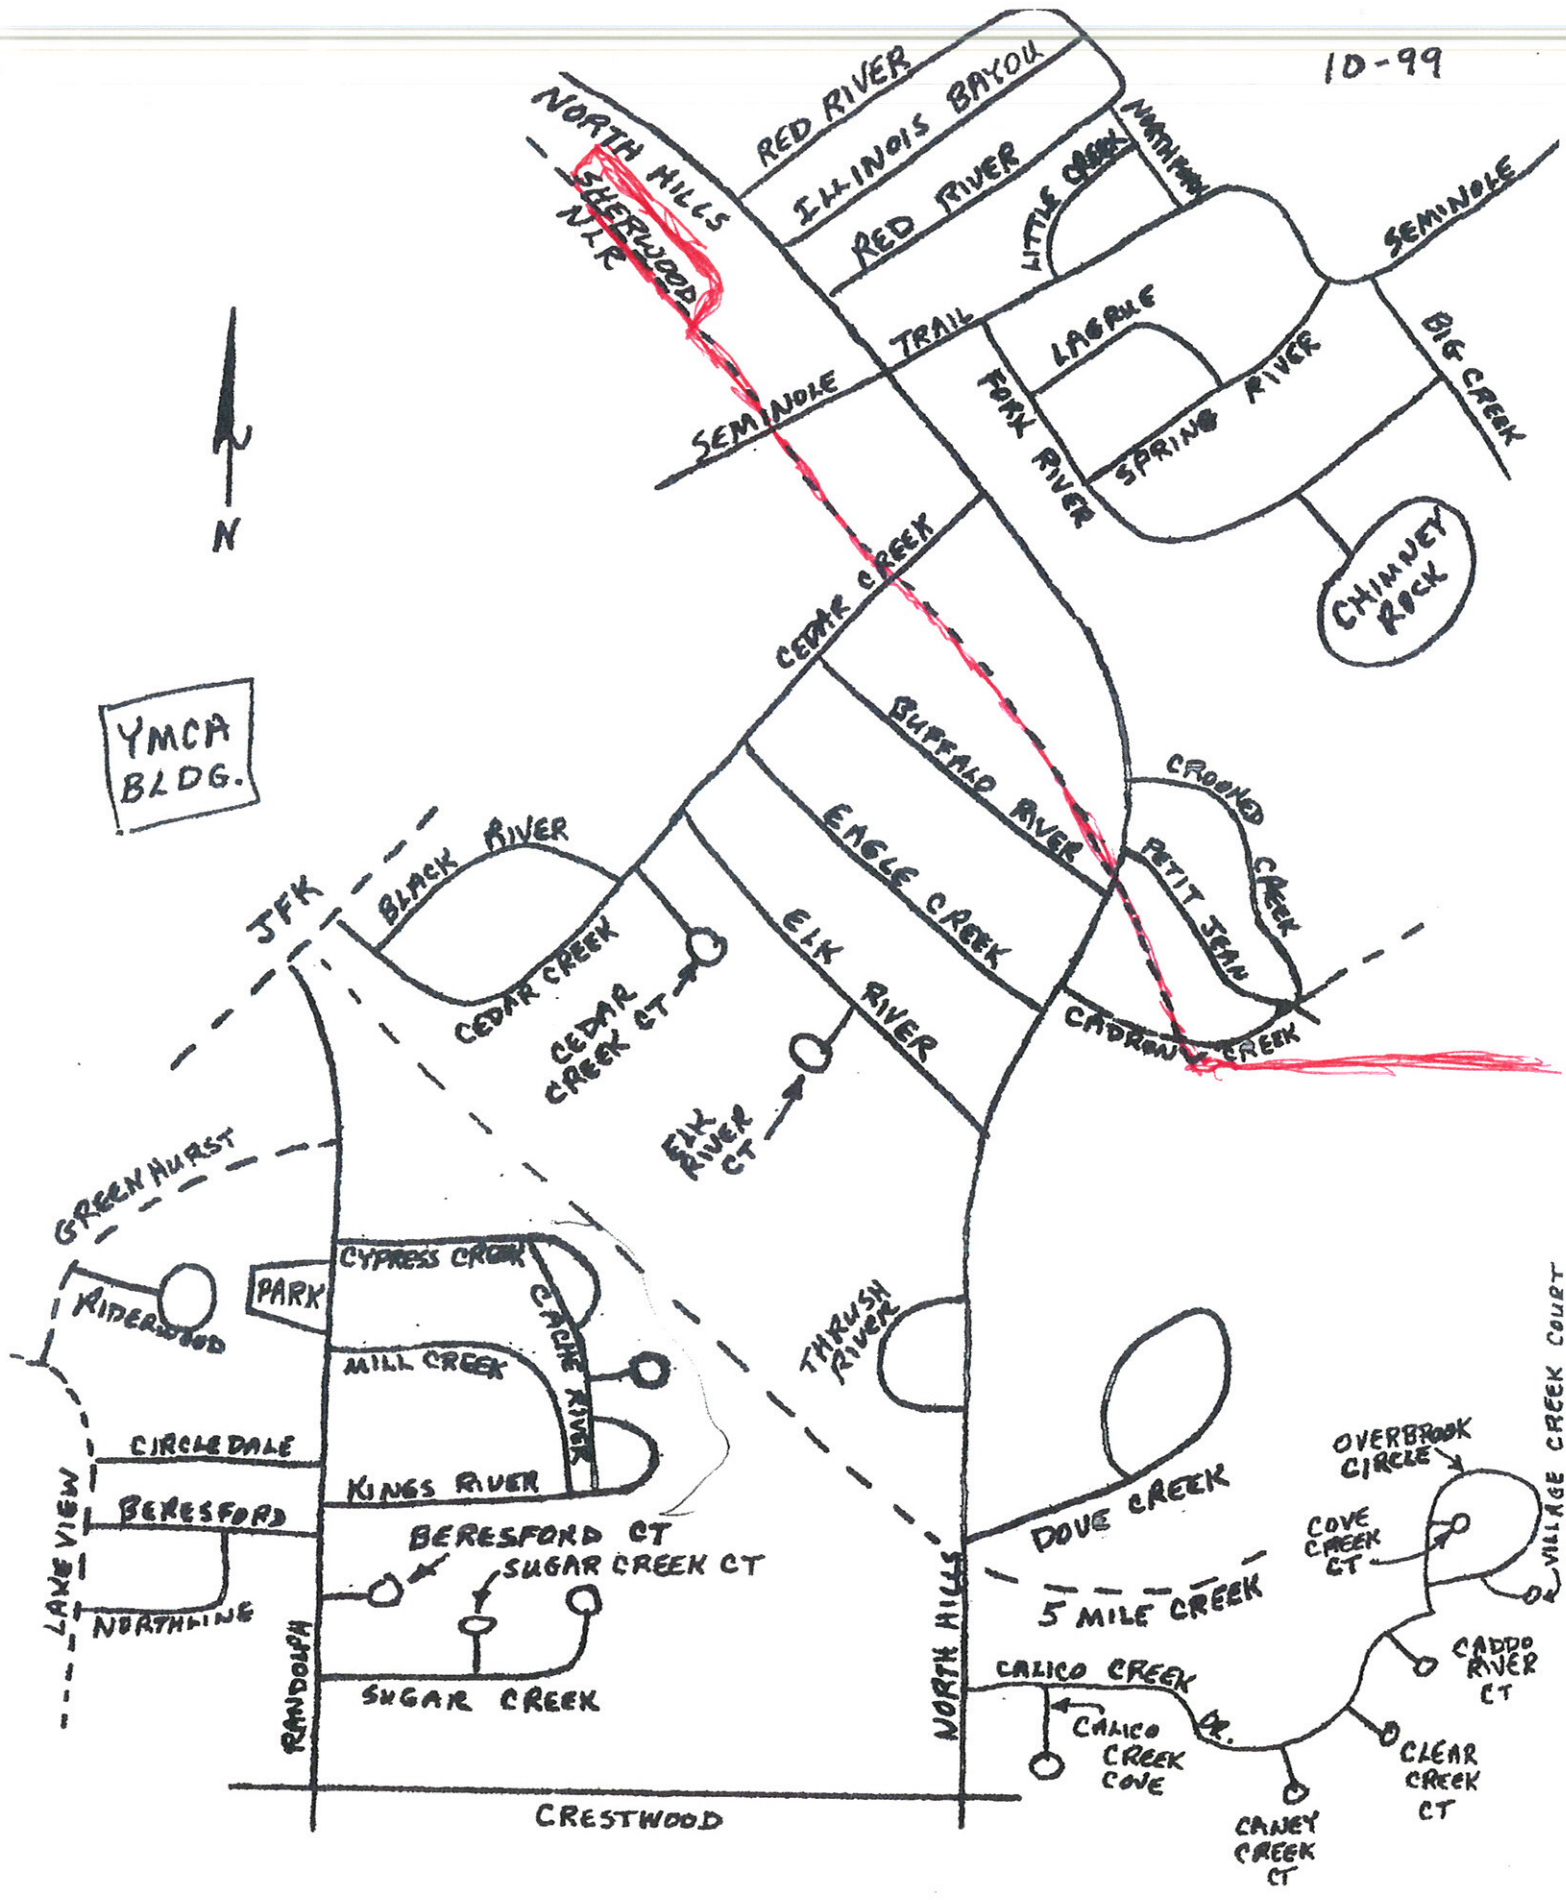 10-99
NORTH HILLS
SHERWOOD
NLR
RED RIVER
ILLINOIS BAYOU
RED RIVER
LITTLE CREEK
NORTHFORK
SEMINOLE
SEMINOLE TRAIL
LAGRUE
FORK RIVER
SPRING RIVER
BIG CREEK
CHIMNEY
ROCK
N
CEDAR CREEK
YMCA
BLDG.
BUFFALO RIVER
CROOKED CREEK
PETIT JEAN
EAGLE CREEK
BLACK RIVER
JFK
ELK RIVER
CEDAR CREEK
CEDAR
CREEK CT
CADRON CREEK
ELK
RIVER
CT
GREENHURST
CYPRESS CREEK
PARK
RIDERWOOD
CACHE RIVER
MILL CREEK
THRUSH
RIVER
CIRCLEDALE
KINGS RIVER
BERESFORD
LAKEVIEW
NORTHLINE
BERESFORD CT
SUGAR CREEK CT
SUGAR CREEK
RANDOLPH
DOVE CREEK
5 MILE CREEK
NORTH HILLS
CALICO CREEK
DR.
CALICO
CREEK
COVE
OVERBROOK
CIRCLE
COVE
CREEK
CT
VILLAGE CREEK COURT
CADDO
RIVER
CT
CLEAR
CREEK
CT
CANEY
CREEK
CT
CRESTWOOD